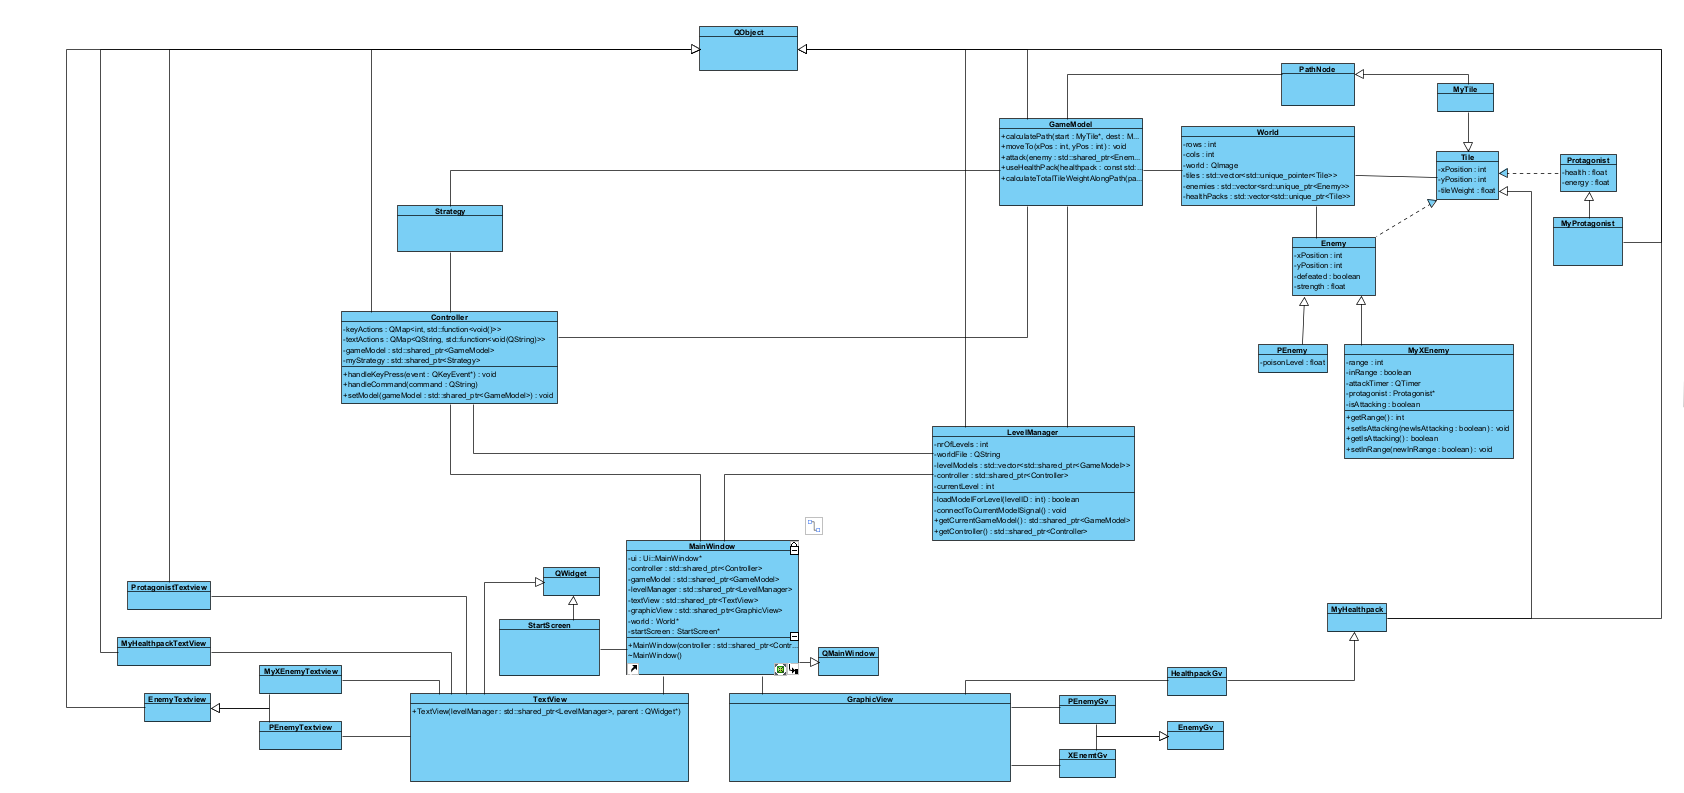 QObject
PathNode
MyTile
GameModel
+calculatePath(start : MyTile*, dest : M...
+moveTo(xPos : int, yPos : int) : void
+attack(enemy : std::shared_ptr<Enem...
+useHealthPack(healthpack : const std:...
+calculateTotalTileWeightAlongPath(pa...
World
-rows : int
-cols : int
-world : QImage
-tiles : std::vector<std::unique_pointer<Tile>>
-enemies : std::vector<srd::unique_ptr<Enemy>>
-healthPacks : std::vector<std::unique_ptr<Tile>>
Tile
-xPosition : int
-yPosition : int
-tileWeight : float
Protagonist
-health : float
-energy : float
MyProtagonist
Strategy
Enemy
-xPosition : int
-yPosition : int
-defeated : boolean
-strength : float
Controller
-keyActions : QMap<int, std::function<void()>>
-textActions : QMap<QString, std::function<void(QString)>>
-gameModel : std::shared_ptr<GameModel>
-myStrategy : std::shared_ptr<Strategy>
+handleKeyPress(event : QKeyEvent*) : void
+handleCommand(command : QString)
+setModel(gameModel : std::shared_ptr<GameModel>) : void
PEnemy
-poisonLevel : float
MyXEnemy
-range : int
-inRange : boolean
-attackTimer : QTimer
-protagonist : Protagonist*
-isAttacking : boolean
+getRange() : int
+setIsAttacking(newIsAttacking : boolean) : void
+getIsAttacking() : boolean
+setInRange(newInRange : boolean) : void
LevelManager
-nrOfLevels : int
-worldFile : QString
-levelModels : std::vector<std::shared_ptr<GameModel>>
-controller : std::shared_ptr<Controller>
-currentLevel : int
-loadModelForLevel(levelID : int) : boolean
-connectToCurrentModelSignal() : void
+getCurrentGameModel() : std::shared_ptr<GameModel>
+getController() : std::shared_ptr<Controller>
MainWindow
-ui : Ui::MainWindow*
-controller : std::shared_ptr<Controller>
-gameModel : std::shared_ptr<GameModel>
-levelManager : std::shared_ptr<LevelManager>
-textView : std::shared_ptr<TextView>
-graphicView : std::shared_ptr<GraphicView>
-world : World*
-startScreen : StartScreen*
+MainWindow(controller : std::shared_ptr<Contr...
~MainWindow()
QWidget
ProtagonistTextview
StartScreen
MyHealthpack
MyHealthpackTextView
QMainWindow
MyXEnemyTextview
HealthpackGv
EnemyTextview
TextView
+TextView(levelManager : std::shared_ptr<LevelManager>, parent : QWidget*)
GraphicView
PEnemyGv
PEnemyTextview
EnemyGv
XEnemtGv